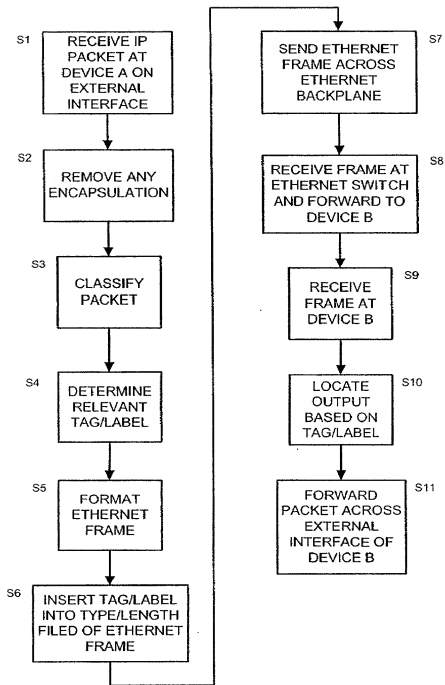 S1
RECEIVE IP
PACKET AT
DEVICE A ON
EXTERNAL
INTERFACE
S2
REMOVE ANY
ENCAPSULATION
S3
CLASSIFY
PACKET
S4
DETERMINE
RELEVANT
TAG/LABEL
S5
FORMAT
ETHERNET
FRAME
S6
INSERT TAG/LABEL
INTO TYPE/LENGTH
FILED OF ETHERNET
FRAME
S7
SEND ETHERNET
FRAME ACROSS
ETHERNET
BACKPLANE
S8
RECEIVE FRAME AT
ETHERNET SWITCH
AND FORWARD TO
DEVICE B
S9
RECEIVE
FRAME AT
DEVICE B
S10
LOCATE
OUTPUT
BASED ON
TAG/LABEL
S11
FORWARD
PACKET ACROSS
EXTERNAL
INTERFACE OF
DEVICE B